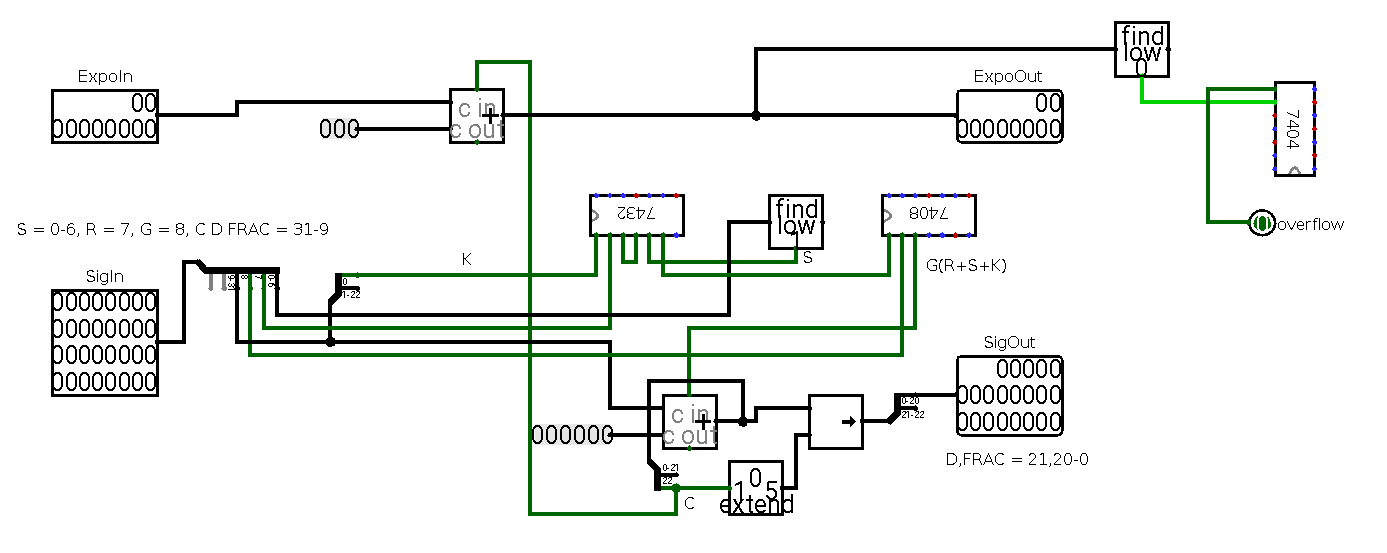 find
low
0
ExpoIn
00
00000000
c in
+
c out
000
ExpoOut
00
00000000
7404
7432
find
low
1
7408
S = 0-6, R = 7, G = 8, C D FRAC = 31-9
overflow
K
S
G(R+S+K)
SigIn
00000000
00000000
00000000
00000000
9-31
8
7
0-6
0
1-22
SigOut
00000
00000000
00000000
c in
+
c out
000000
0-20
21-22
0-21
22
D,FRAC = 21,20-0
C
0
1 5
extend